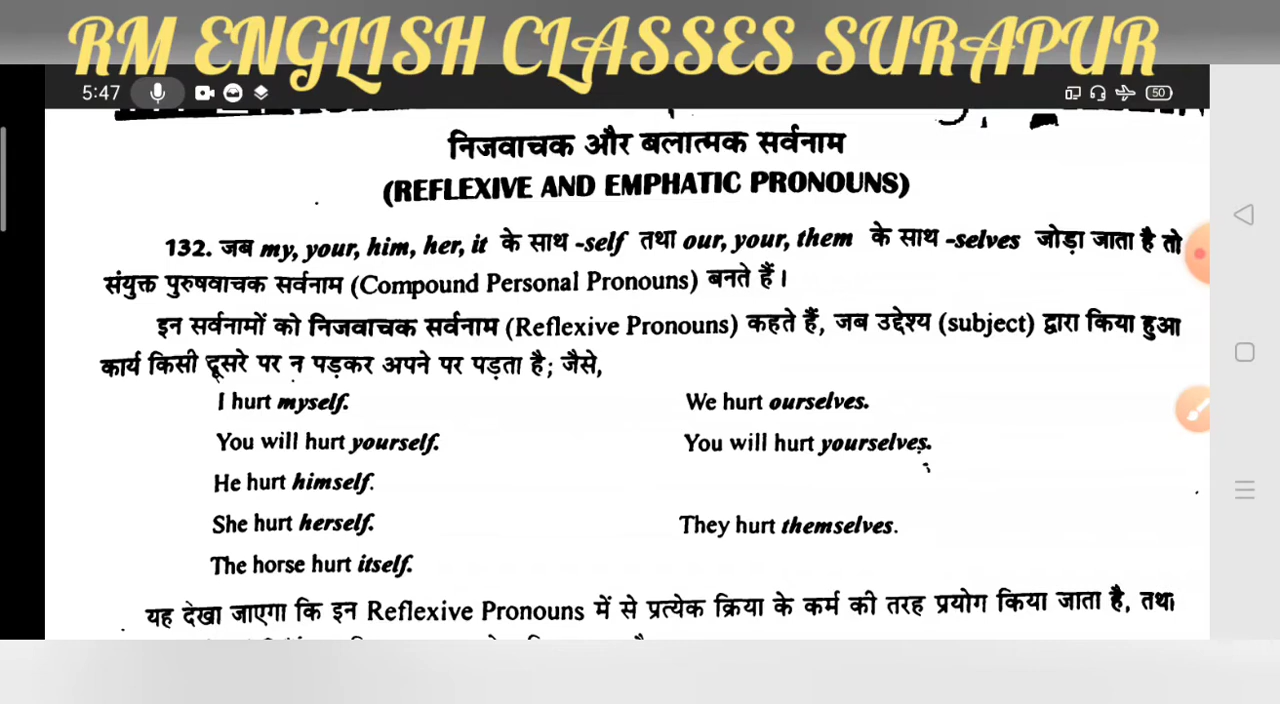 RM ENGLISH CLASSES SURAPUR
5:47
50
निजवाचक और बलात्मक सर्वनाम
(REFLEXIVE AND EMPHATIC PRONOUNS)
132. जब my, your, him, her, it के साथ -self तथा our, your, them के साथ -selves जोड़ा जाता है तो
संयुक्त पुरुषवाचक सर्वनाम (Compound Personal Pronouns) बनते हैं।
इन सर्वनामों को निजवाचक सर्वनाम (Reflexive Pronouns) कहते हैं, जब उद्देश्य (subject) द्वारा किया हुआ
कार्य किसी दूसरे पर न पड़कर अपने पर पड़ता है; जैसे,
I hurt myself. We hurt ourselves.
You will hurt yourself. You will hurt yourselves.
He hurt himself.
She hurt herself. They hurt themselves.
The horse hurt itself.
यह देखा जाएगा कि इन Reflexive Pronouns में से प्रत्येक क्रिया के कर्म की तरह प्रयोग किया जाता है, तथा